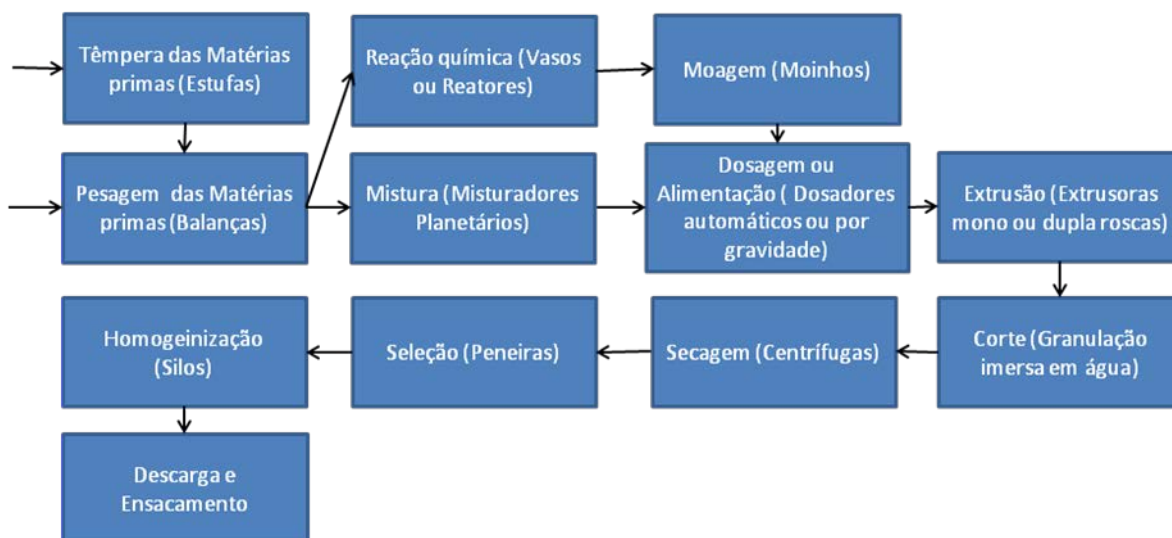 Têmpera das Matérias
primas (Estufas)
Reação química (Vasos
ou Reatores)
Moagem (Moinhos)
Pesagem das Matérias
primas (Balanças)
Mistura (Misturadores
Planetários)
Dosagem ou
Alimentação ( Dosadores
automáticos ou por
gravidade)
Extrusão (Extrusoras
mono ou dupla roscas)
Homogeinização
(Silos)
Seleção (Peneiras)
Secagem (Centrífugas)
Corte (Granulação
imersa em água)
Descarga e
Ensacamento